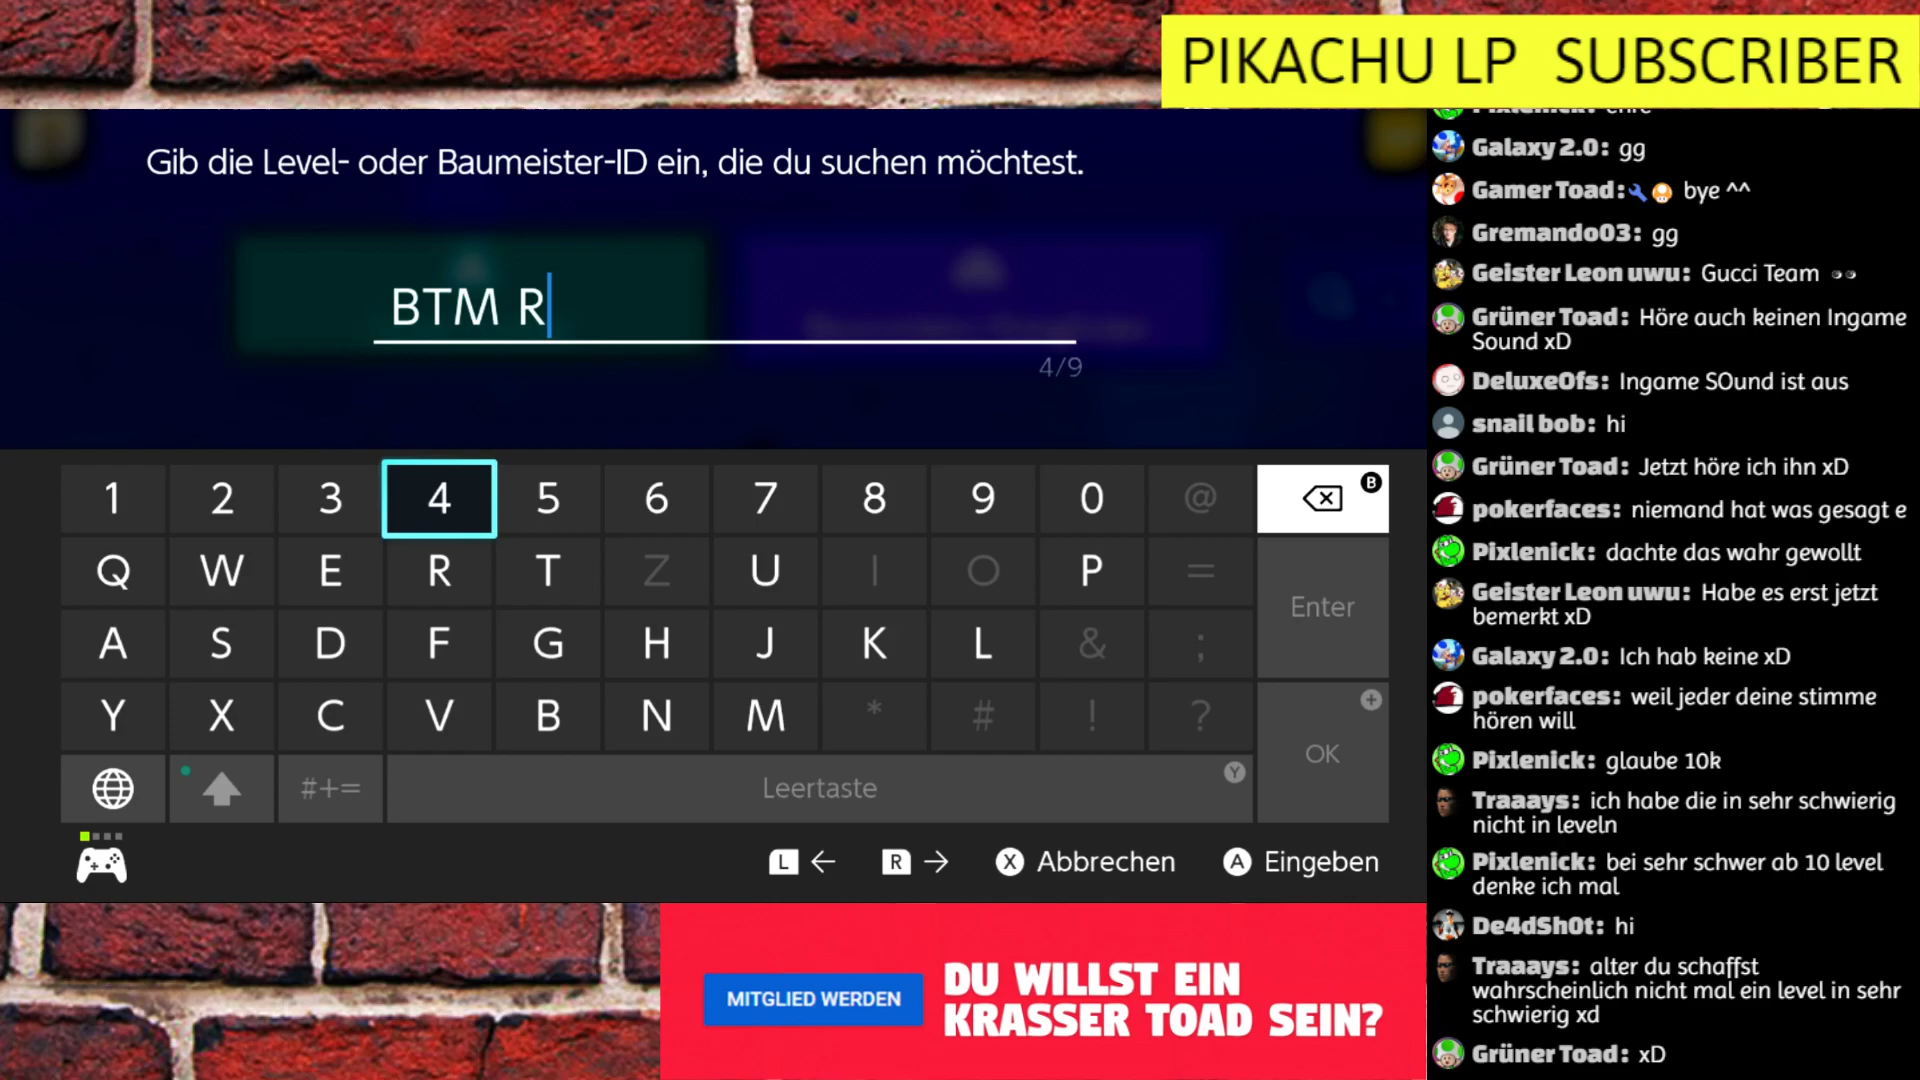 PIKACHU LP SUBSCRIBER
Gib die Level- oder Baumeister-ID ein, die du suchen möchtest.
BTM R
4/9
1 2 3 4 5 6 7 8 9 0 @ B
Q W E R T Z U I O P =
Enter
A S D F G H J K L & ;
Y X C V B N M * # ! ? +
OK
#+= Leertaste Y
L ← R → X Abbrechen A Eingeben
MITGLIED WERDEN
DU WILLST EIN
KRASSER TOAD SEIN?
Galaxy 2.0: gg
Gamer Toad: bye ^^
Gremando03: gg
Geister Leon uwu: Gucci Team
Grüner Toad: Höre auch keinen Ingame
Sound xD
DeluxeOfs: Ingame SOund ist aus
snail bob: hi
Grüner Toad: Jetzt höre ich ihn xD
pokerfaces: niemand hat was gesagt e
Pixlenick: dachte das wahr gewollt
Geister Leon uwu: Habe es erst jetzt
bemerkt xD
Galaxy 2.0: Ich hab keine xD
pokerfaces: weil jeder deine stimme
hören will
Pixlenick: glaube 10k
Traaays: ich habe die in sehr schwierig
nicht in leveln
Pixlenick: bei sehr schwer ab 10 level
denke ich mal
De4dSh0t: hi
Traaays: alter du schaffst
wahrscheinlich nicht mal ein level in sehr
schwierig xd
Grüner Toad: xD